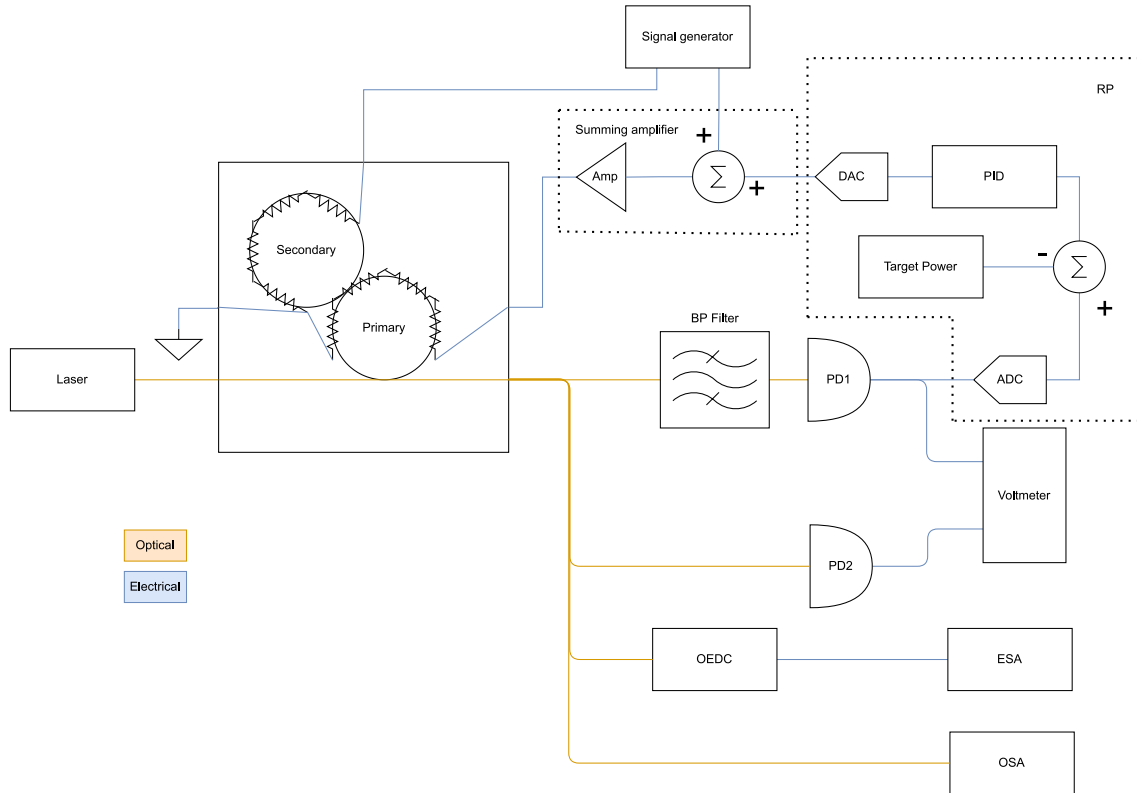 Signal generator
RP
Summing amplifier
+
Amp
Σ
+
DAC
PID
Secondary
Target Power
-
Σ
+
Primary
BP Filter
Laser
PD1
ADC
Voltmeter
Optical
PD2
Electrical
OEDC
ESA
OSA